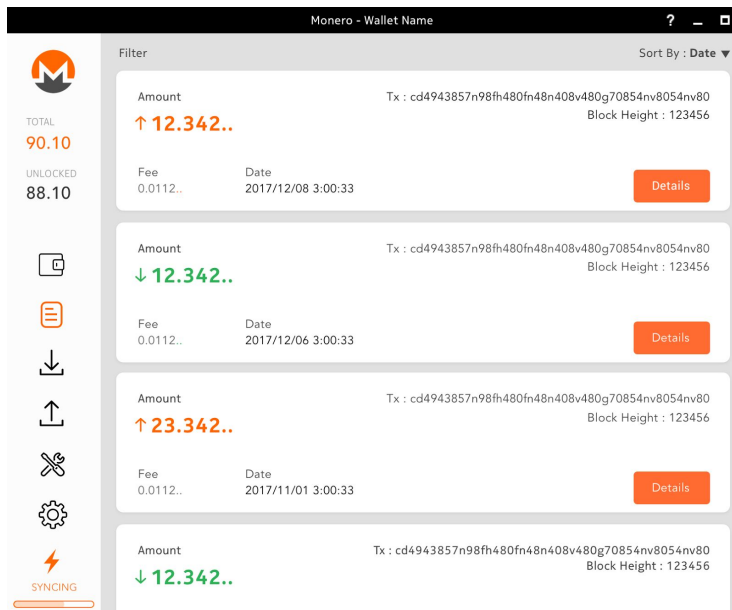 Monero - Wallet Name
?
Filter
Sort By : Date ▼
TOTAL
90.10
UNLOCKED
88.10
SYNCING
Amount
Tx : cd4943857n98fh480fn48n408v480g70854nv8054nv80
↑ 12.342..
Block Height : 123456
Fee
Date
0.0112..
2017/12/08 3:00:33
Details
Amount
Tx : cd4943857n98fh480fn48n408v480g70854nv8054nv80
↓ 12.342..
Block Height : 123456
Fee
Date
0.0112..
2017/12/06 3:00:33
Details
Amount
Tx : cd4943857n98fh480fn48n408v480g70854nv8054nv80
↑ 23.342..
Block Height : 123456
Fee
Date
0.0112..
2017/11/01 3:00:33
Details
Amount
Tx : cd4943857n98fh480fn48n408v480g70854nv8054nv80
↓ 12.342..
Block Height : 123456